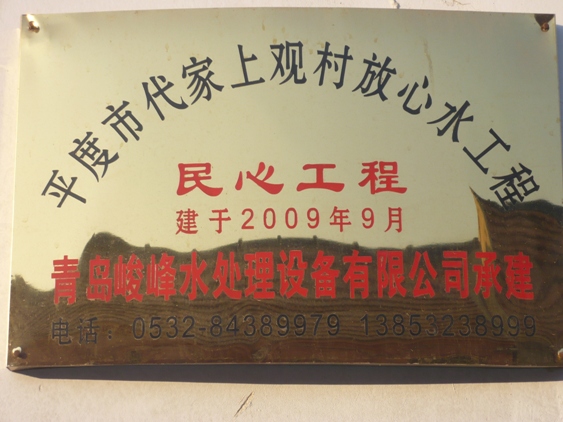 平度市代家上观村放心水工程
民心工程
建于2009年9月
青岛峻峰水处理设备有限公司承建
电话：0532-84389979 13853238999